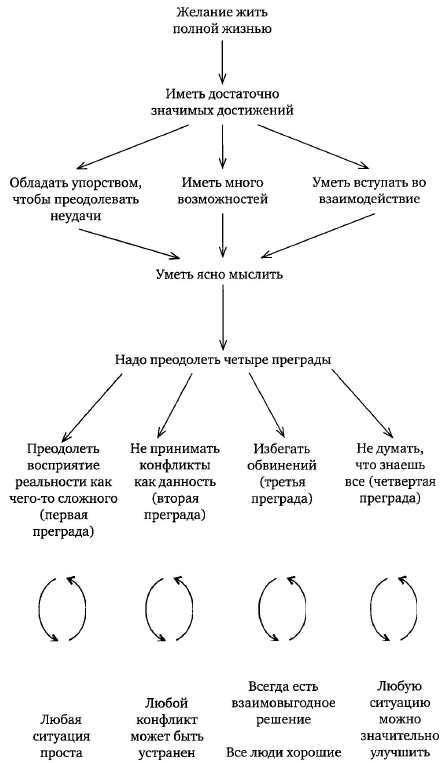 Желание жить
полной жизнью
Иметь достаточно
значимых достижений
Обладать упорством,
чтобы преодолевать
неудачи
Иметь много
возможностей
Уметь вступать во
взаимодействие
Уметь ясно мыслить
Надо преодолеть четыре преграды
Преодолеть
восприятие
реальности как
чего-то сложного
(первая
преграда)
Не принимать
конфликты
как данность
(вторая
преграда)
Избегать
обвинений
(третья
преграда)
Не думать,
что знаешь
все (четвертая
преграда)
Любая
ситуация
проста
Любой
конфликт
может быть
устранен
Всегда есть
взаимовыгодное
решение
Все люди хорошие
Любую
ситуацию
можно
значительно
улучшить